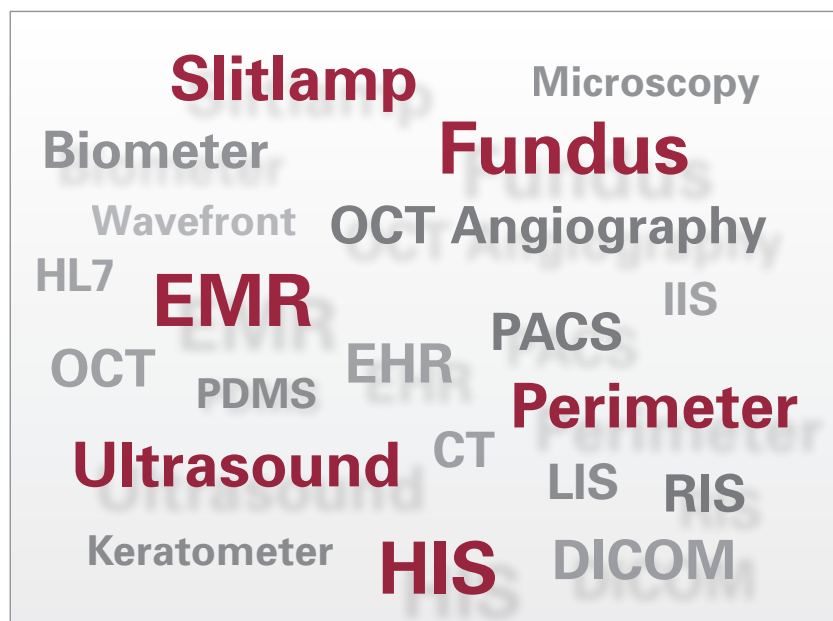 Slitlamp
Microscopy
Biometer
Fundus
Wavefront
OCT Angiography
HL7
EMR
IIS
PACS
OCT
EHR
PDMS
Perimeter
Ultrasound
CT
LIS
RIS
Keratometer
HIS
DICOM